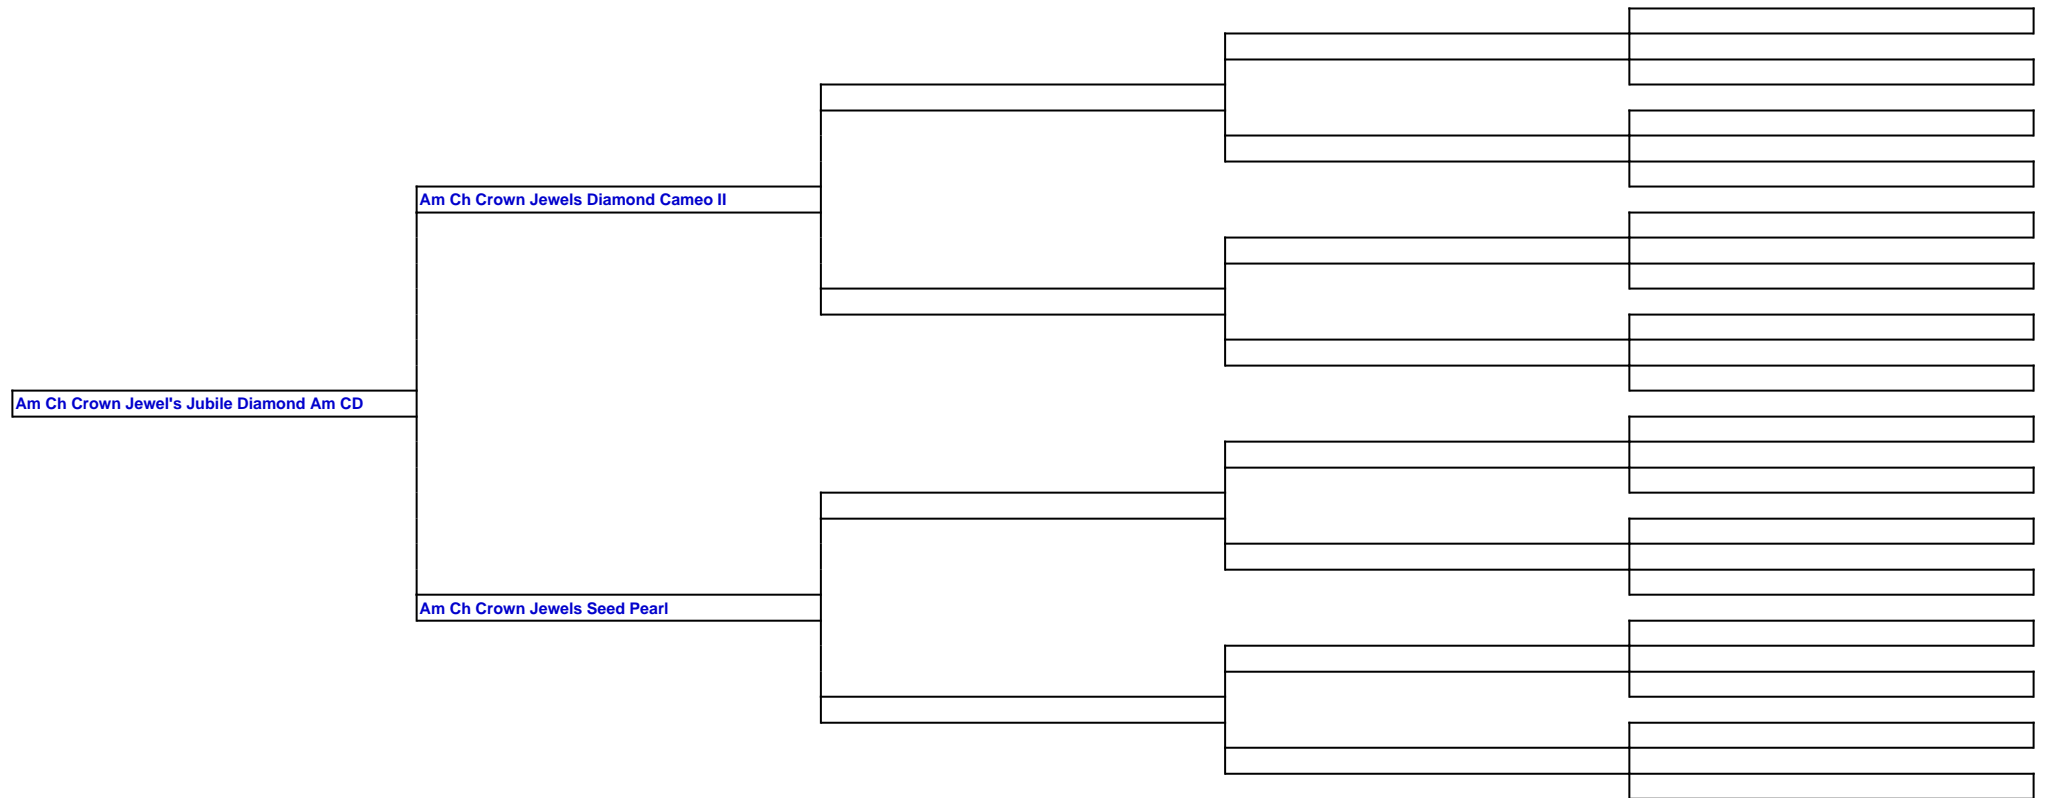 Am Ch Crown Jewels Diamond Cameo II
Am Ch Crown Jewel's Jubile Diamond Am CD
Am Ch Crown Jewels Seed Pearl